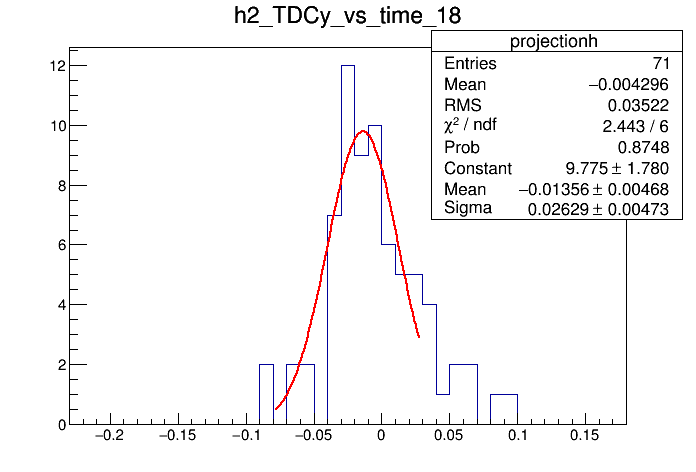 h2_TDCy_vs_time_18
projectionh
Entries 71
Mean −0.004296
RMS 0.03522
χ² / ndf 2.443 / 6
Prob 0.8748
Constant 9.775 ± 1.780
Mean −0.01356 ± 0.00468
Sigma 0.02629 ± 0.00473
12
10
8
6
4
2
0
−0.2 −0.15 −0.1 −0.05 0 0.05 0.1 0.15